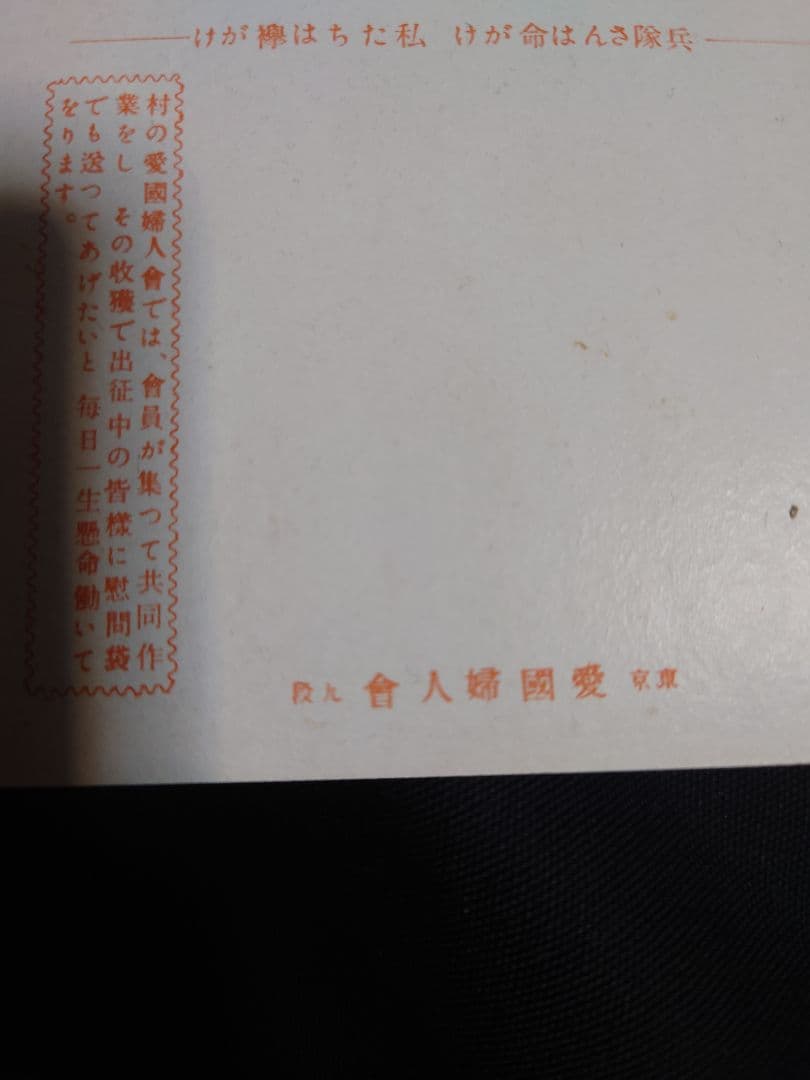 兵隊さんは命がけ 私たちは襷がけ
村の愛國婦人會では、會員が集つて共同作
業をし その收獲で出征中の皆樣に慰問袋
でも送つてあげたいと 每日一生懸命働いて
をります。
東京 愛國婦人會 九段